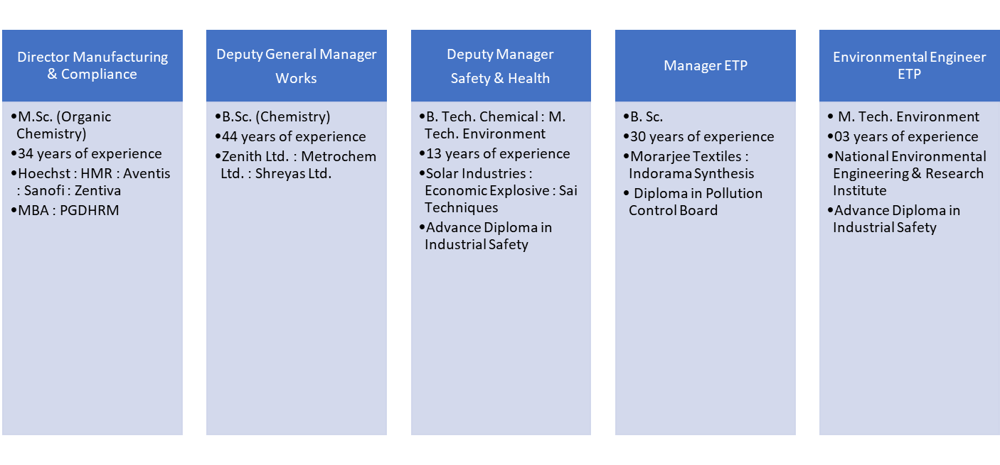 Director Manufacturing
& Compliance
•M.Sc. (Organic
Chemistry)
•34 years of experience
•Hoechst : HMR : Aventis
: Sanofi : Zentiva
•MBA : PGDHRM
Deputy General Manager
Works
•B.Sc. (Chemistry)
•44 years of experience
•Zenith Ltd. : Metrochem
Ltd. : Shreyas Ltd.
Deputy Manager
Safety & Health
•B. Tech. Chemical : M.
Tech. Environment
•13 years of experience
•Solar Industries :
Economic Explosive : Sai
Techniques
•Advance Diploma in
Industrial Safety
Manager ETP
•B. Sc.
•30 years of experience
•Morarjee Textiles :
Indorama Synthesis
• Diploma in Pollution
Control Board
Environmental Engineer
ETP
• M. Tech. Environment
•03 years of experience
•National Environmental
Engineering & Research
Institute
•Advance Diploma in
Industrial Safety